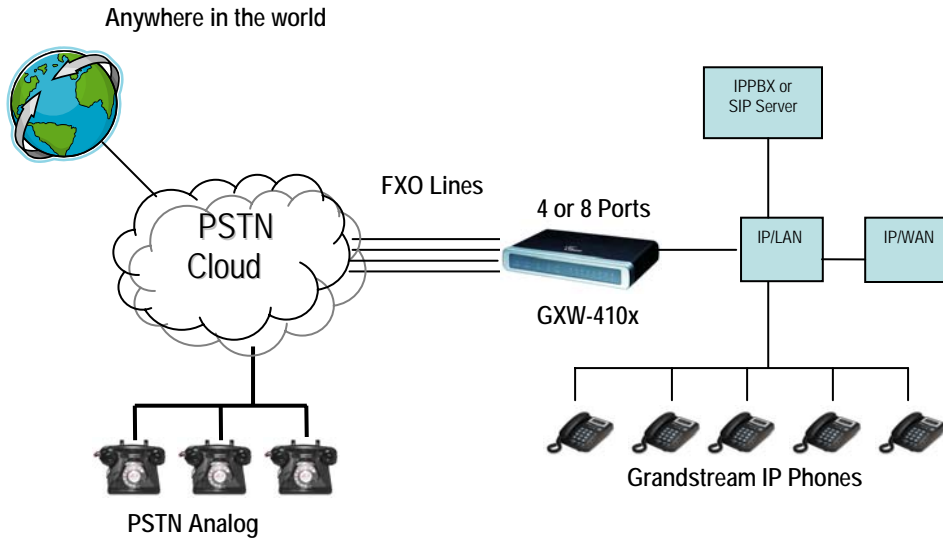 Anywhere in the world
IPPBX or
SIP Server
FXO Lines
4 or 8 Ports
PSTN
Cloud
IP/LAN
IP/WAN
GXW-410x
Grandstream IP Phones
PSTN Analog